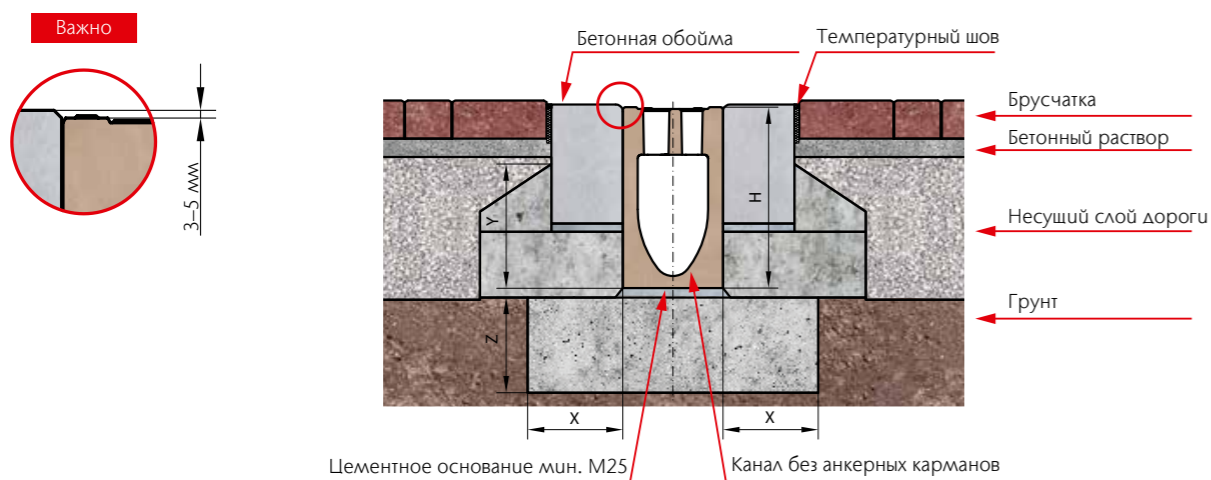 Важно
3–5 мм
Бетонная обойма
Температурный шов
Брусчатка
Бетонный раствор
Несущий слой дороги
Грунт
H
Y
Z
X
X
Цементное основание мин. М25
Канал без анкерных карманов